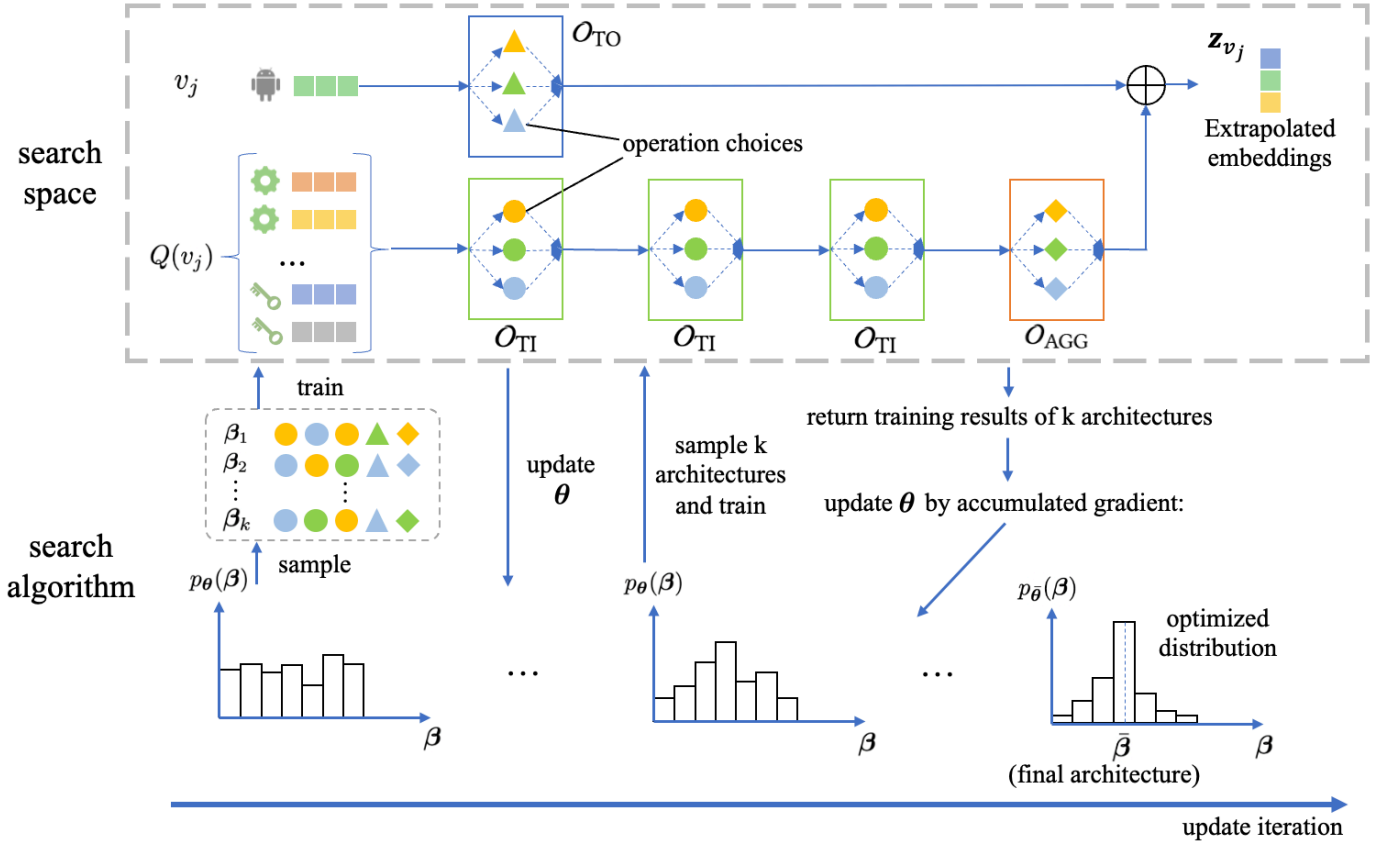 𝒪_TO
v_j
z_{v_j}
operation choices
Extrapolated
embeddings
search
space
Q(v_j)
...
𝒪_TI
𝒪_TI
𝒪_TI
𝒪_AGG
train
β_1
β_2
β_k
sample
update
θ
sample k
architectures
and train
return training results of k architectures
update θ by accumulated gradient:
search
algorithm
p_θ(β)
β
...
p_θ(β)
β
...
p_θ̄(β)
optimized
distribution
β̄
β
(final architecture)
update iteration